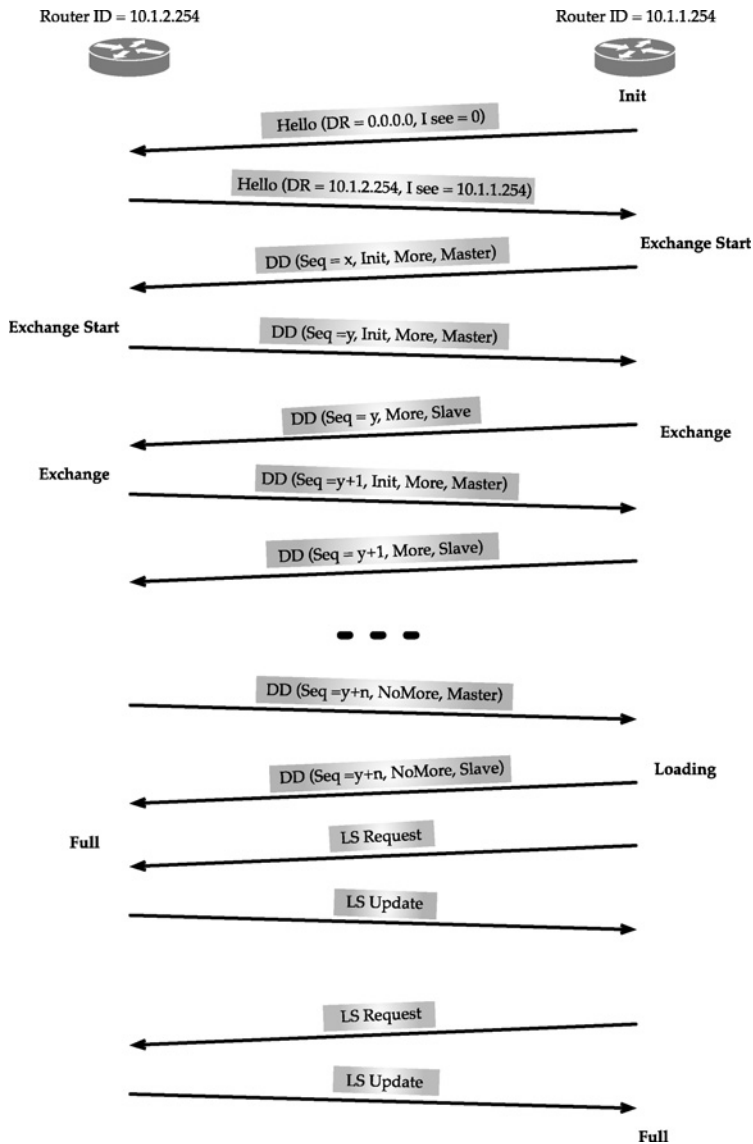 Router ID = 10.1.2.254
Router ID = 10.1.1.254
Init
Hello (DR = 0.0.0.0, I see = 0)
Hello (DR = 10.1.2.254, I see = 10.1.1.254)
Exchange Start
DD (Seq = x, Init, More, Master)
Exchange Start
DD (Seq =y, Init, More, Master)
DD (Seq = y, More, Slave
Exchange
Exchange
DD (Seq =y+1, Init, More, Master)
DD (Seq = y+1, More, Slave)
DD (Seq =y+n, NoMore, Master)
DD (Seq =y+n, NoMore, Slave)
Loading
Full
LS Request
LS Update
LS Request
LS Update
Full